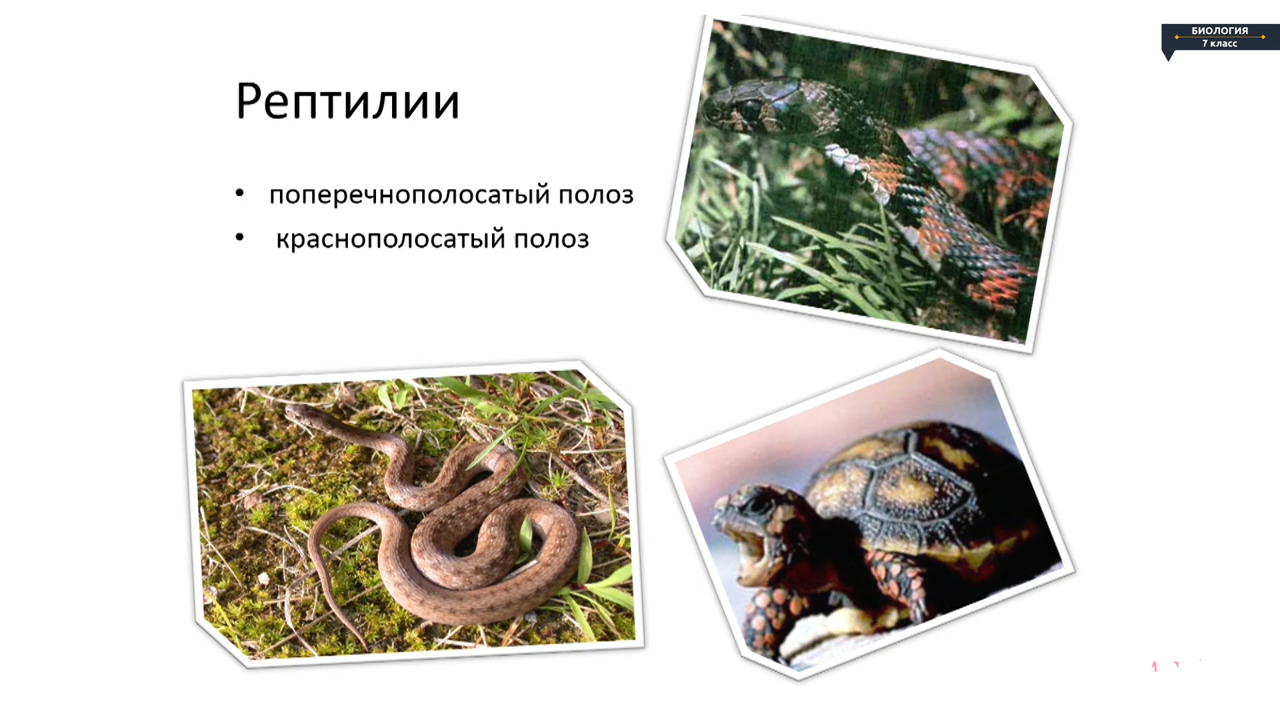 БИОЛОГИЯ
7 класс
Рептилии
• поперечнополосатый полоз
• краснополосатый полоз